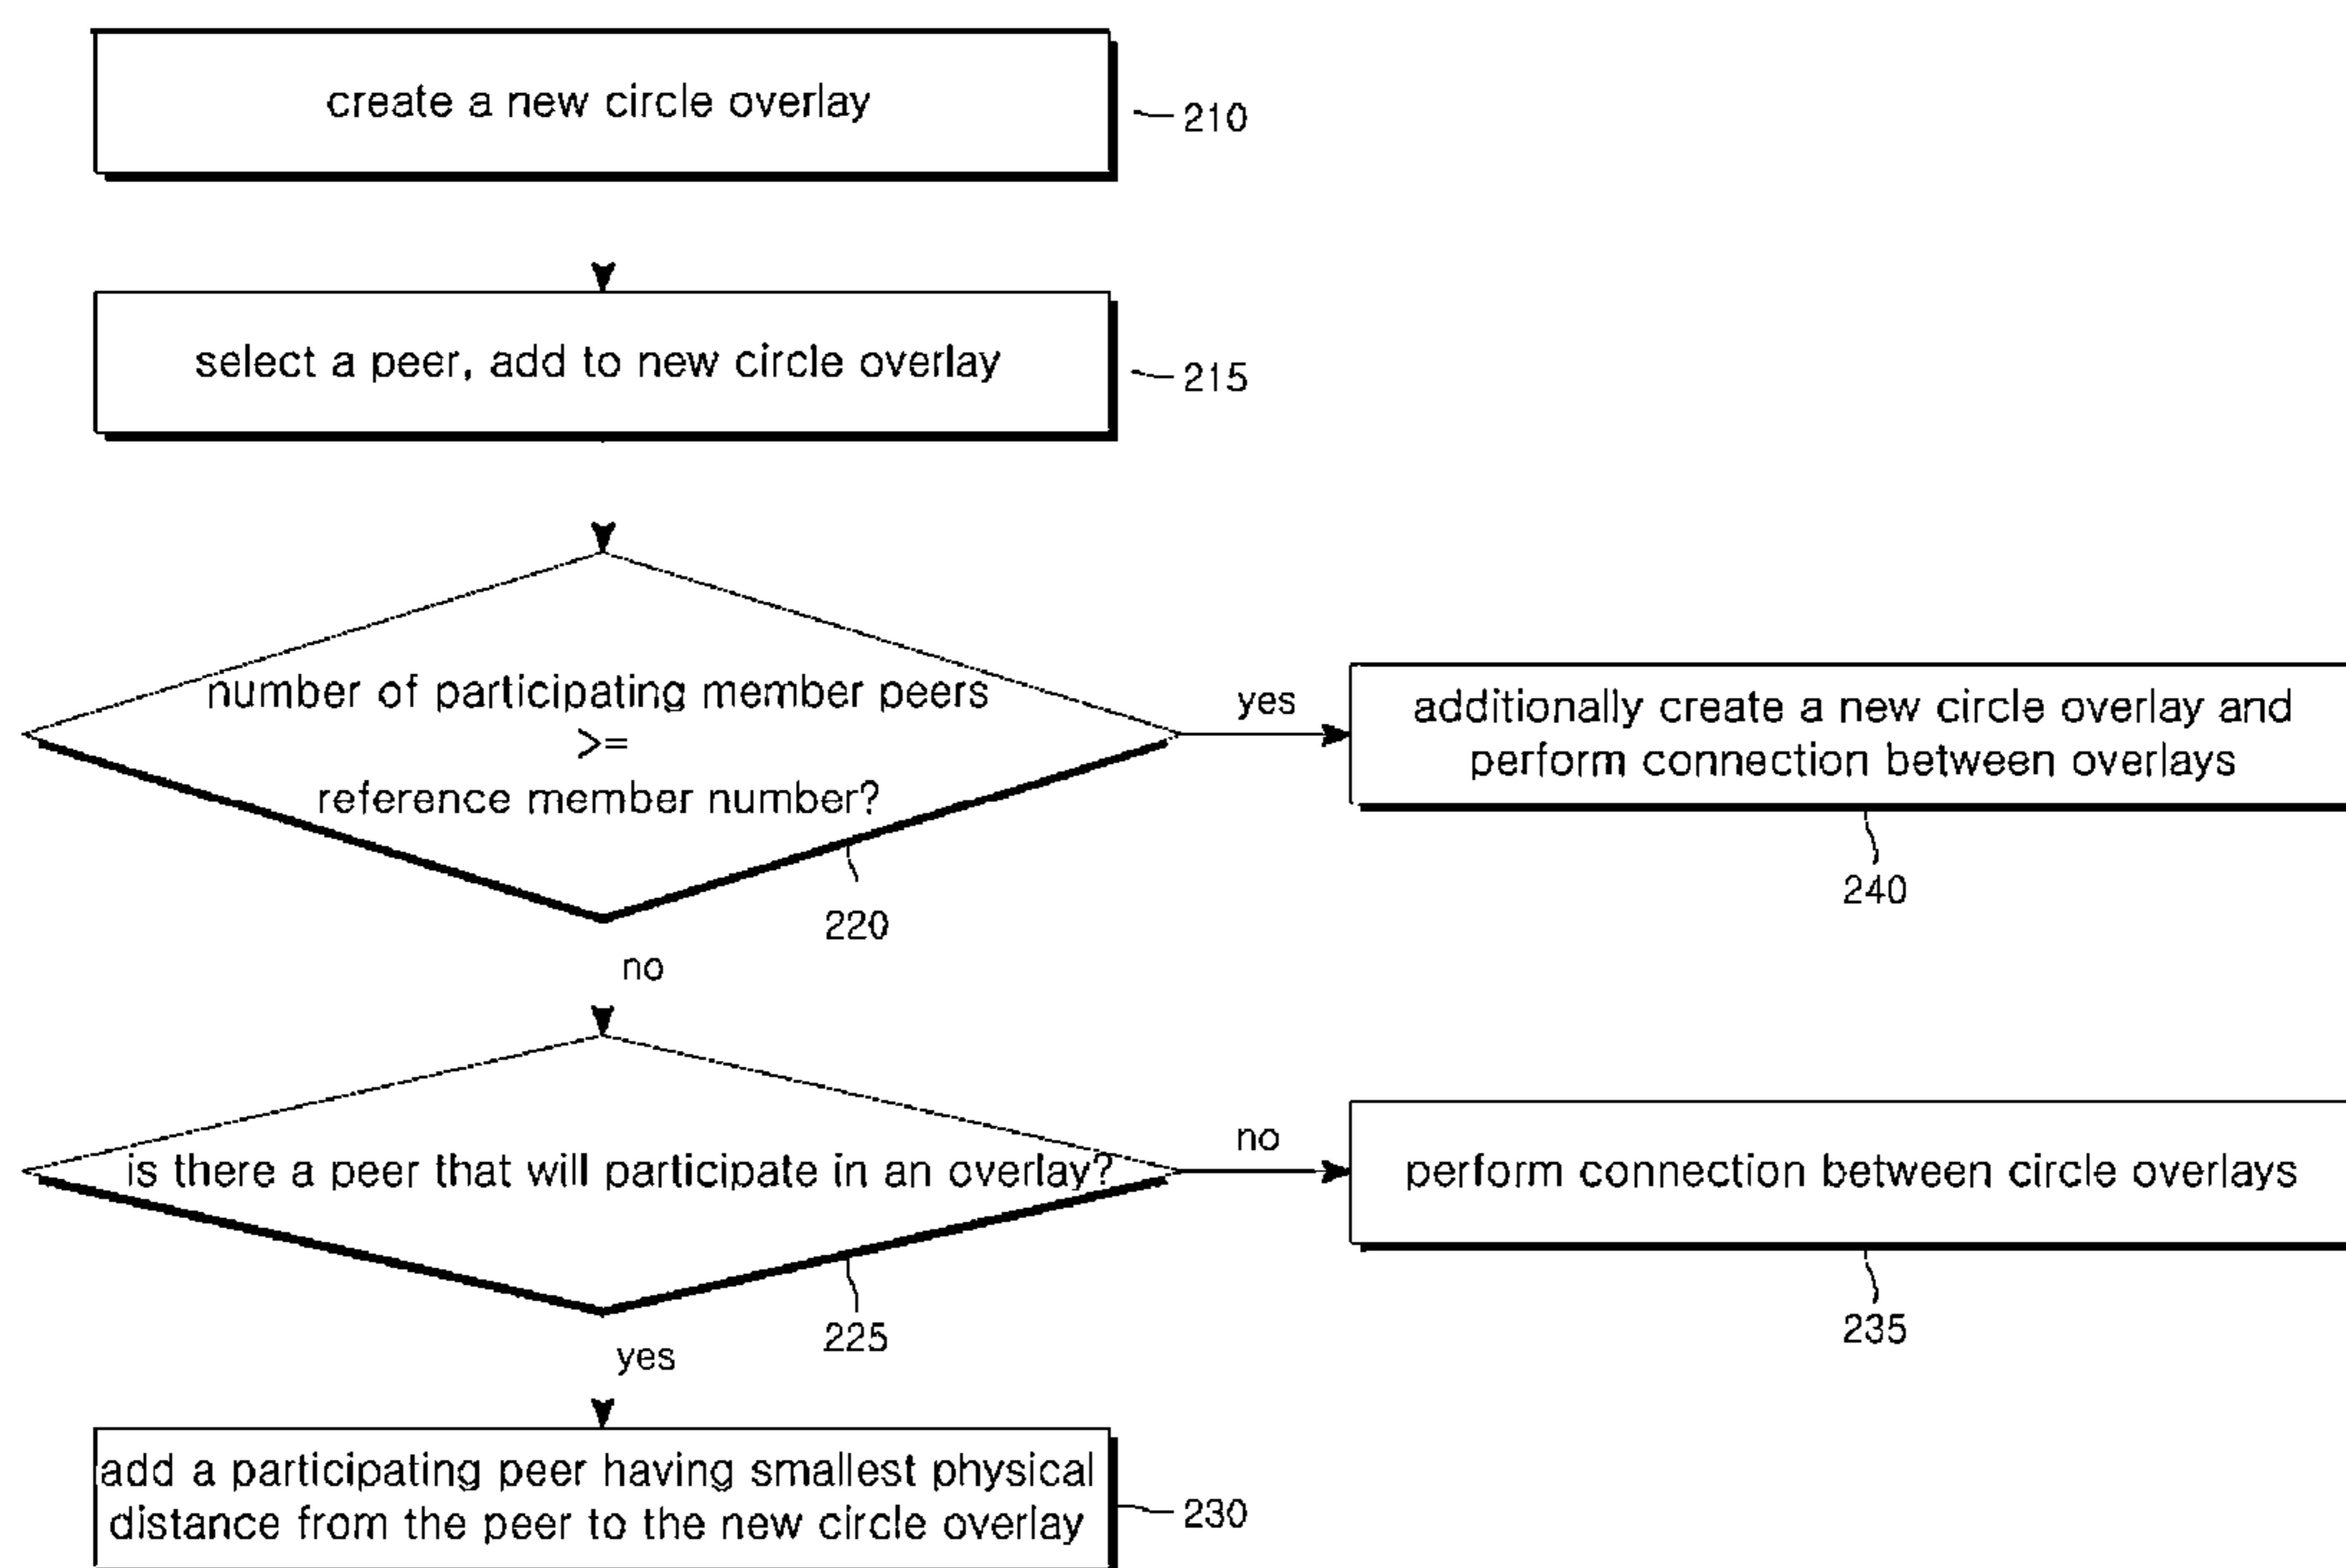 create a new circle overlay
210
select a peer, add to new circle overlay
215
number of participating member peers
>=
reference member number?
220
yes
additionally create a new circle overlay and
perform connection between overlays
240
no
is there a peer that will participate in an overlay?
225
no
perform connection between circle overlays
235
yes
add a participating peer having smallest physical
distance from the peer to the new circle overlay
230